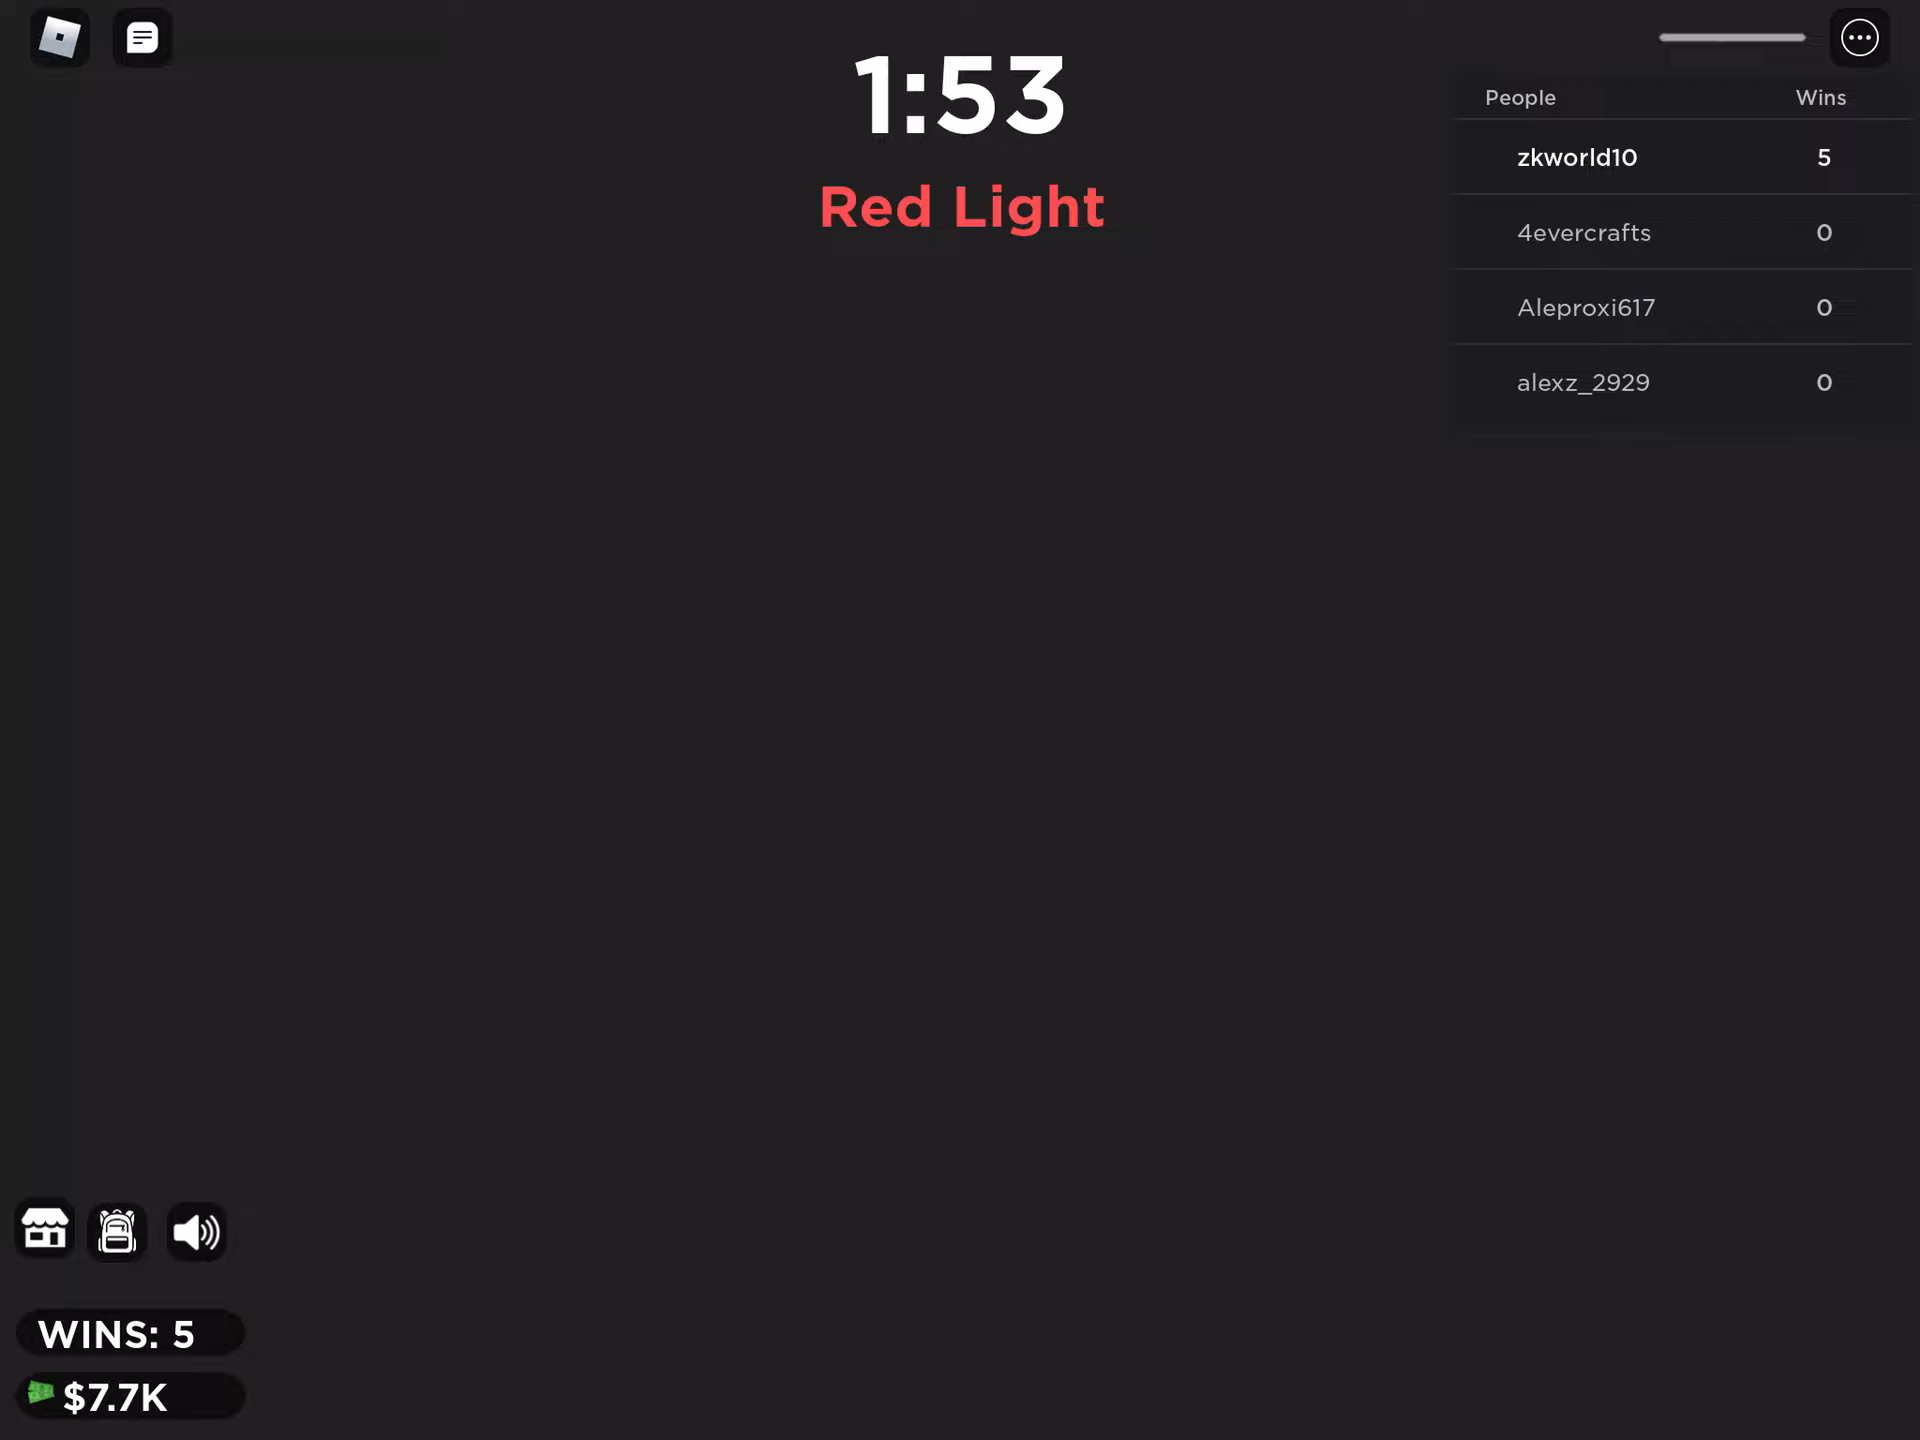 1:53
Red Light
People Wins
zkworld10 5
4evercrafts 0
Aleproxi617 0
alexz_2929 0
WINS: 5
$7.7K